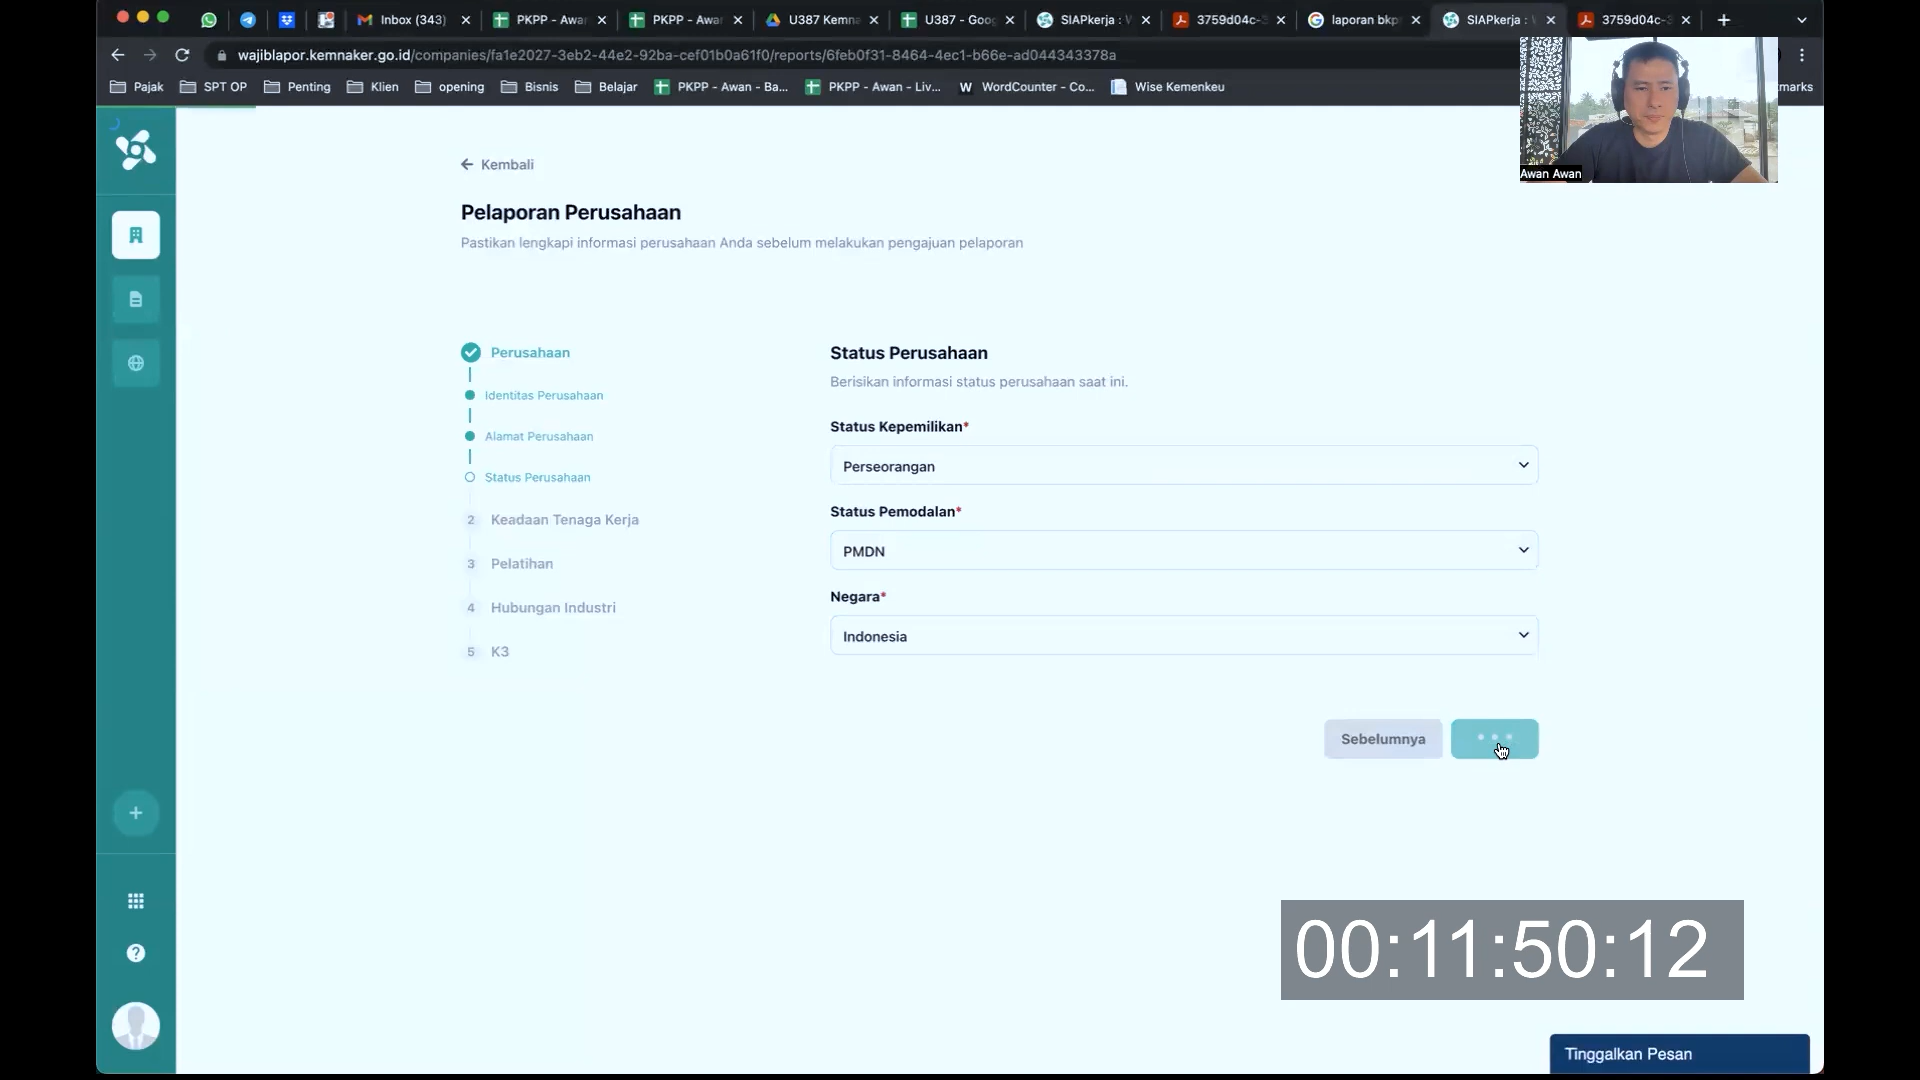 Inbox (343)
PKPP - Awa
PKPP - Awa
U387 Kemna
U387 - Goo
SIAPkerja :
3759d04c-
laporan bkp
SIAPkerja :
3759d04c-3
wajiblapor.kemnaker.go.id/companies/fa1e2027-3eb2-44e2-92ba-cef01b0a61f0/reports/6feb0f31-8464-4ec1-b66e-ad044343378a
Pajak
SPT OP
Penting
Klien
opening
Bisnis
Belajar
PKPP - Awan - Ba...
PKPP - Awan - Liv...
W WordCounter - Co...
Wise Kemenkeu
marks
Awan Awan
Kembali
Pelaporan Perusahaan
Pastikan lengkapi informasi perusahaan Anda sebelum melakukan pengajuan pelaporan
Perusahaan
Identitas Perusahaan
Alamat Perusahaan
Status Perusahaan
2 Keadaan Tenaga Kerja
3 Pelatihan
4 Hubungan Industri
5 K3
Status Perusahaan
Berisikan informasi status perusahaan saat ini.
Status Kepemilikan*
Perseorangan
Status Pemodalan*
PMDN
Negara*
Indonesia
Sebelumnya
00:11:50:12
Tinggalkan Pesan